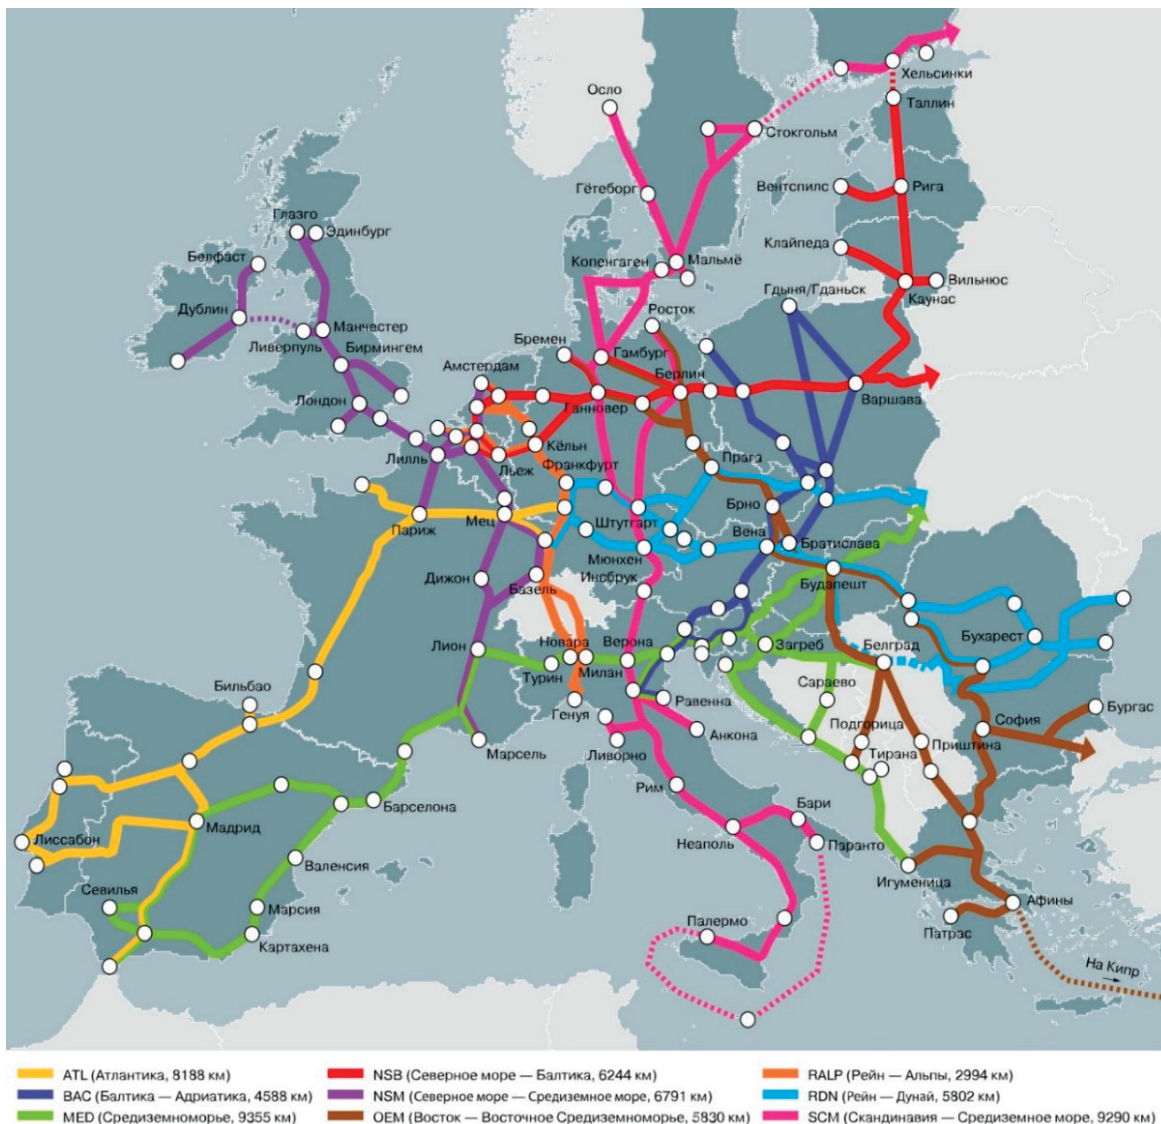 Осло
Хельсинки
Таллин
Стокгольм
Гётеборг
Вентспилс
Рига
Глазго
Эдинбург
Клайпеда
Белфаст
Копенгаген
Мальмё
Вильнюс
Гдыня/Гданьск
Каунас
Дублин
Росток
Манчестер
Ливерпуль
Бремен
Гамбург
Бирмингем
Амстердам
Берлин
Варшава
Лондон
Ганновер
Кёльн
Лилль
Льеж
Франкфурт
Прага
Париж
Мец
Штутгарт
Брно
Вена
Братислава
Мюнхен
Дижон
Базель
Инсбрук
Будапешт
Лион
Новара
Верона
Загреб
Белград
Бухарест
Турин
Милан
Сараево
Бильбао
Генуя
Равенна
Бургас
Подгорица
София
Марсель
Ливорно
Анкона
Тирана
Приштина
Рим
Барселона
Бари
Лиссабон
Мадрид
Неаполь
Таранто
Валенсия
Игуменица
Севилья
Марсия
Афины
Палермо
Патрас
Картахена
На Кипр
ATL (Атлантика, 8188 км)
NSB (Северное море — Балтика, 6244 км)
RALP (Рейн — Альпы, 2994 км)
BAC (Балтика — Адриатика, 4588 км)
NSM (Северное море — Средиземное море, 6791 км)
RDN (Рейн — Дунай, 5802 км)
MED (Средиземноморье, 9355 км)
OEM (Восток — Восточное Средиземноморье, 5830 км)
SCM (Скандинавия — Средиземное море, 9290 км)